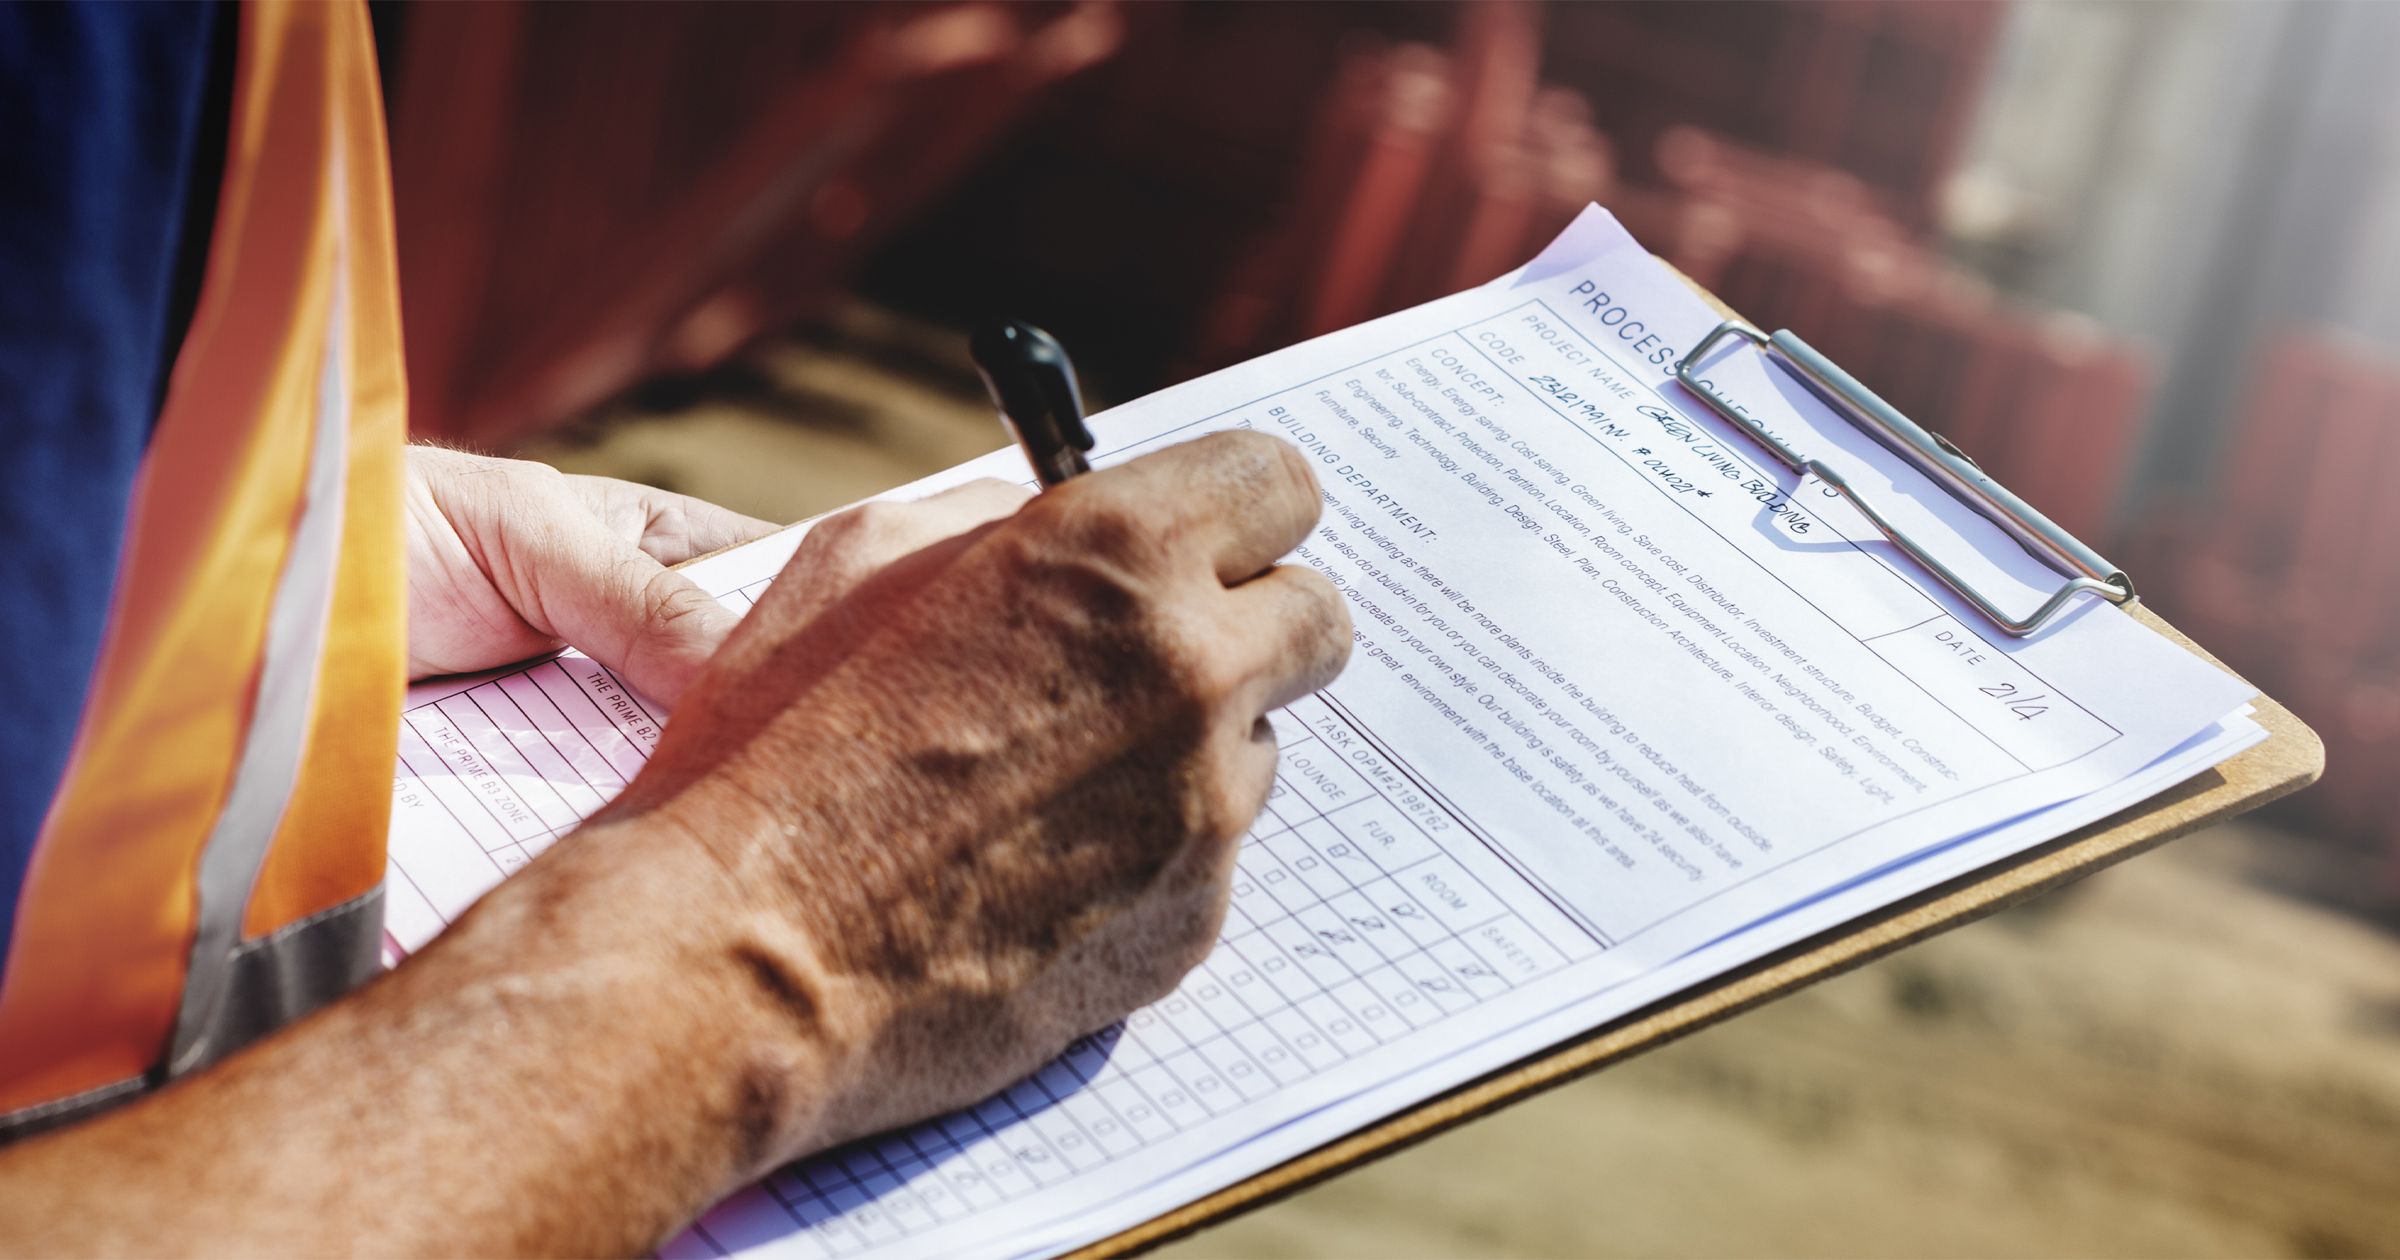 PROCESS
PROJECT NAME GREEN LIVING BUILDING
DATE 21/4
CODE
CONCEPT:
Energy, Energy saving, Cost saving, Green living, Save cost, Distributor, Investment structure, Budget, Construc-
tor, Sub-contract, Protection, Partition, Location, Room concept, Equipment Location, Neighborhood, Environment,
Engineering, Technology, Building, Design, Steel, Plan, Construction Architecture, Interior design, Safety, Light,
Furniture, Security
BUILDING DEPARTMENT:
living building as there will be more plants inside the building to reduce heat from outside.
We also do a build-in for you or you can decorate your room by yourself as we also have
you to help you create on your own style. Our building is safety as we have 24 security.
as a great environment with the base location at this area.
TASK OPM#2198762
LOUNGE FUR. ROOM SAFETY
THE PRIME B2
THE PRIME B3 ZONE
BY